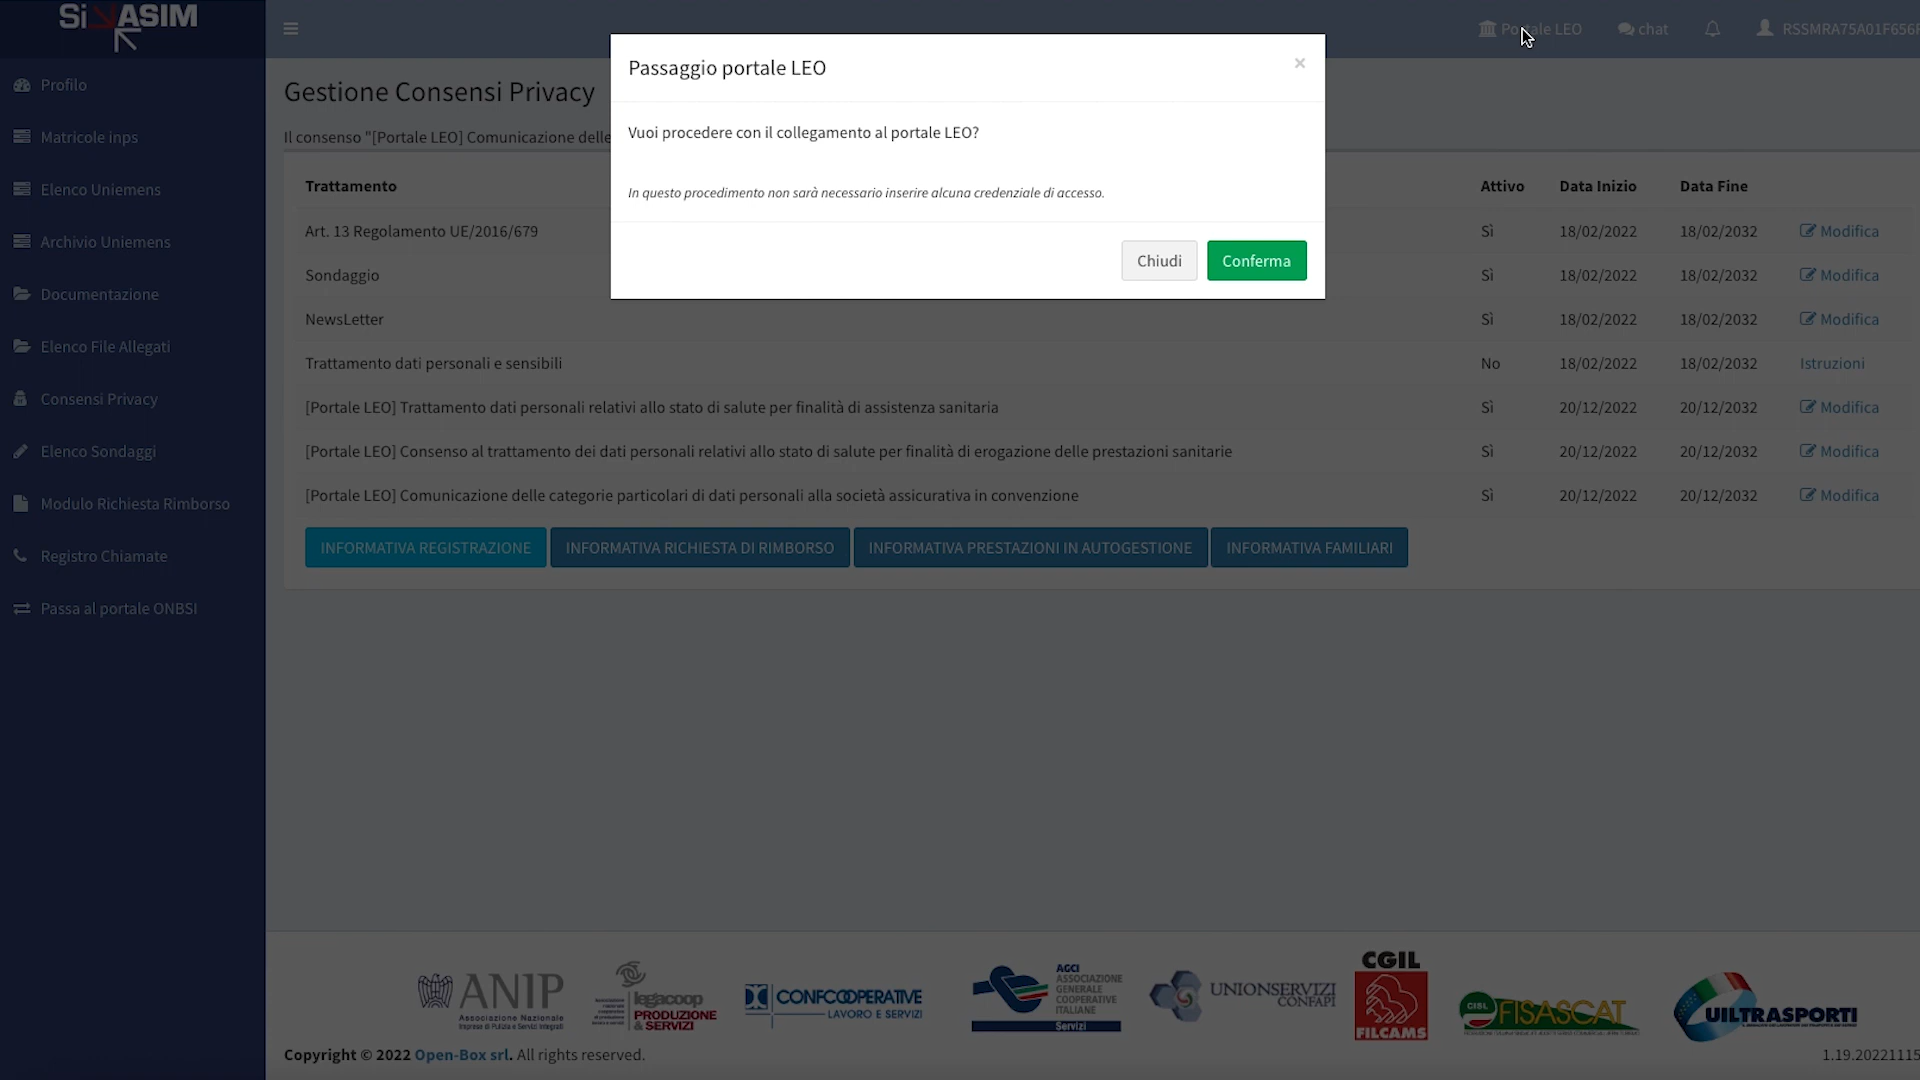 Si ASIM
Portale LEO
chat
RSSMRA75A01F656
Profilo
Matricole inps
Elenco Uniemens
Archivio Uniemens
Documentazione
Elenco File Allegati
Consensi Privacy
Elenco Sondaggi
Modulo Richiesta Rimborso
Registro Chiamate
Passa al portale ONBSI
Gestione Consensi Privacy
Il consenso "[Portale LEO] Comunicazione delle
Passaggio portale LEO
×
Vuoi procedere con il collegamento al portale LEO?
In questo procedimento non sarà necessario inserire alcuna credenziale di accesso.
Chiudi
Conferma
Trattamento Attivo Data Inizio Data Fine
Art. 13 Regolamento UE/2016/679 Sì 18/02/2022 18/02/2032 Modifica
Sondaggio Sì 18/02/2022 18/02/2032 Modifica
NewsLetter Sì 18/02/2022 18/02/2032 Modifica
Trattamento dati personali e sensibili No 18/02/2022 18/02/2032 Istruzioni
[Portale LEO] Trattamento dati personali relativi allo stato di salute per finalità di assistenza sanitaria Sì 20/12/2022 20/12/2032 Modifica
[Portale LEO] Consenso al trattamento dei dati personali relativi allo stato di salute per finalità di erogazione delle prestazioni sanitarie Sì 20/12/2022 20/12/2032 Modifica
[Portale LEO] Comunicazione delle categorie particolari di dati personali alla società assicurativa in convenzione Sì 20/12/2022 20/12/2032 Modifica
INFORMATIVA REGISTRAZIONE
INFORMATIVA RICHIESTA DI RIMBORSO
INFORMATIVA PRESTAZIONI IN AUTOGESTIONE
INFORMATIVA FAMILIARI
ANIP
Associazione Nazionale
Imprese di Pulizia e Servizi Integrati
legacoop
PRODUZIONE
& SERVIZI
CONFCOOPERATIVE
LAVORO E SERVIZI
AGCI
ASSOCIAZIONE
GENERALE
COOPERATIVE
ITALIANE
Servizi
UNIONSERVIZI
CONFAPI
CGIL
FILCAMS
CISL
FISASCAT
UILTRASPORTI
Copyright © 2022 Open-Box srl. All rights reserved.
1.19.20221115